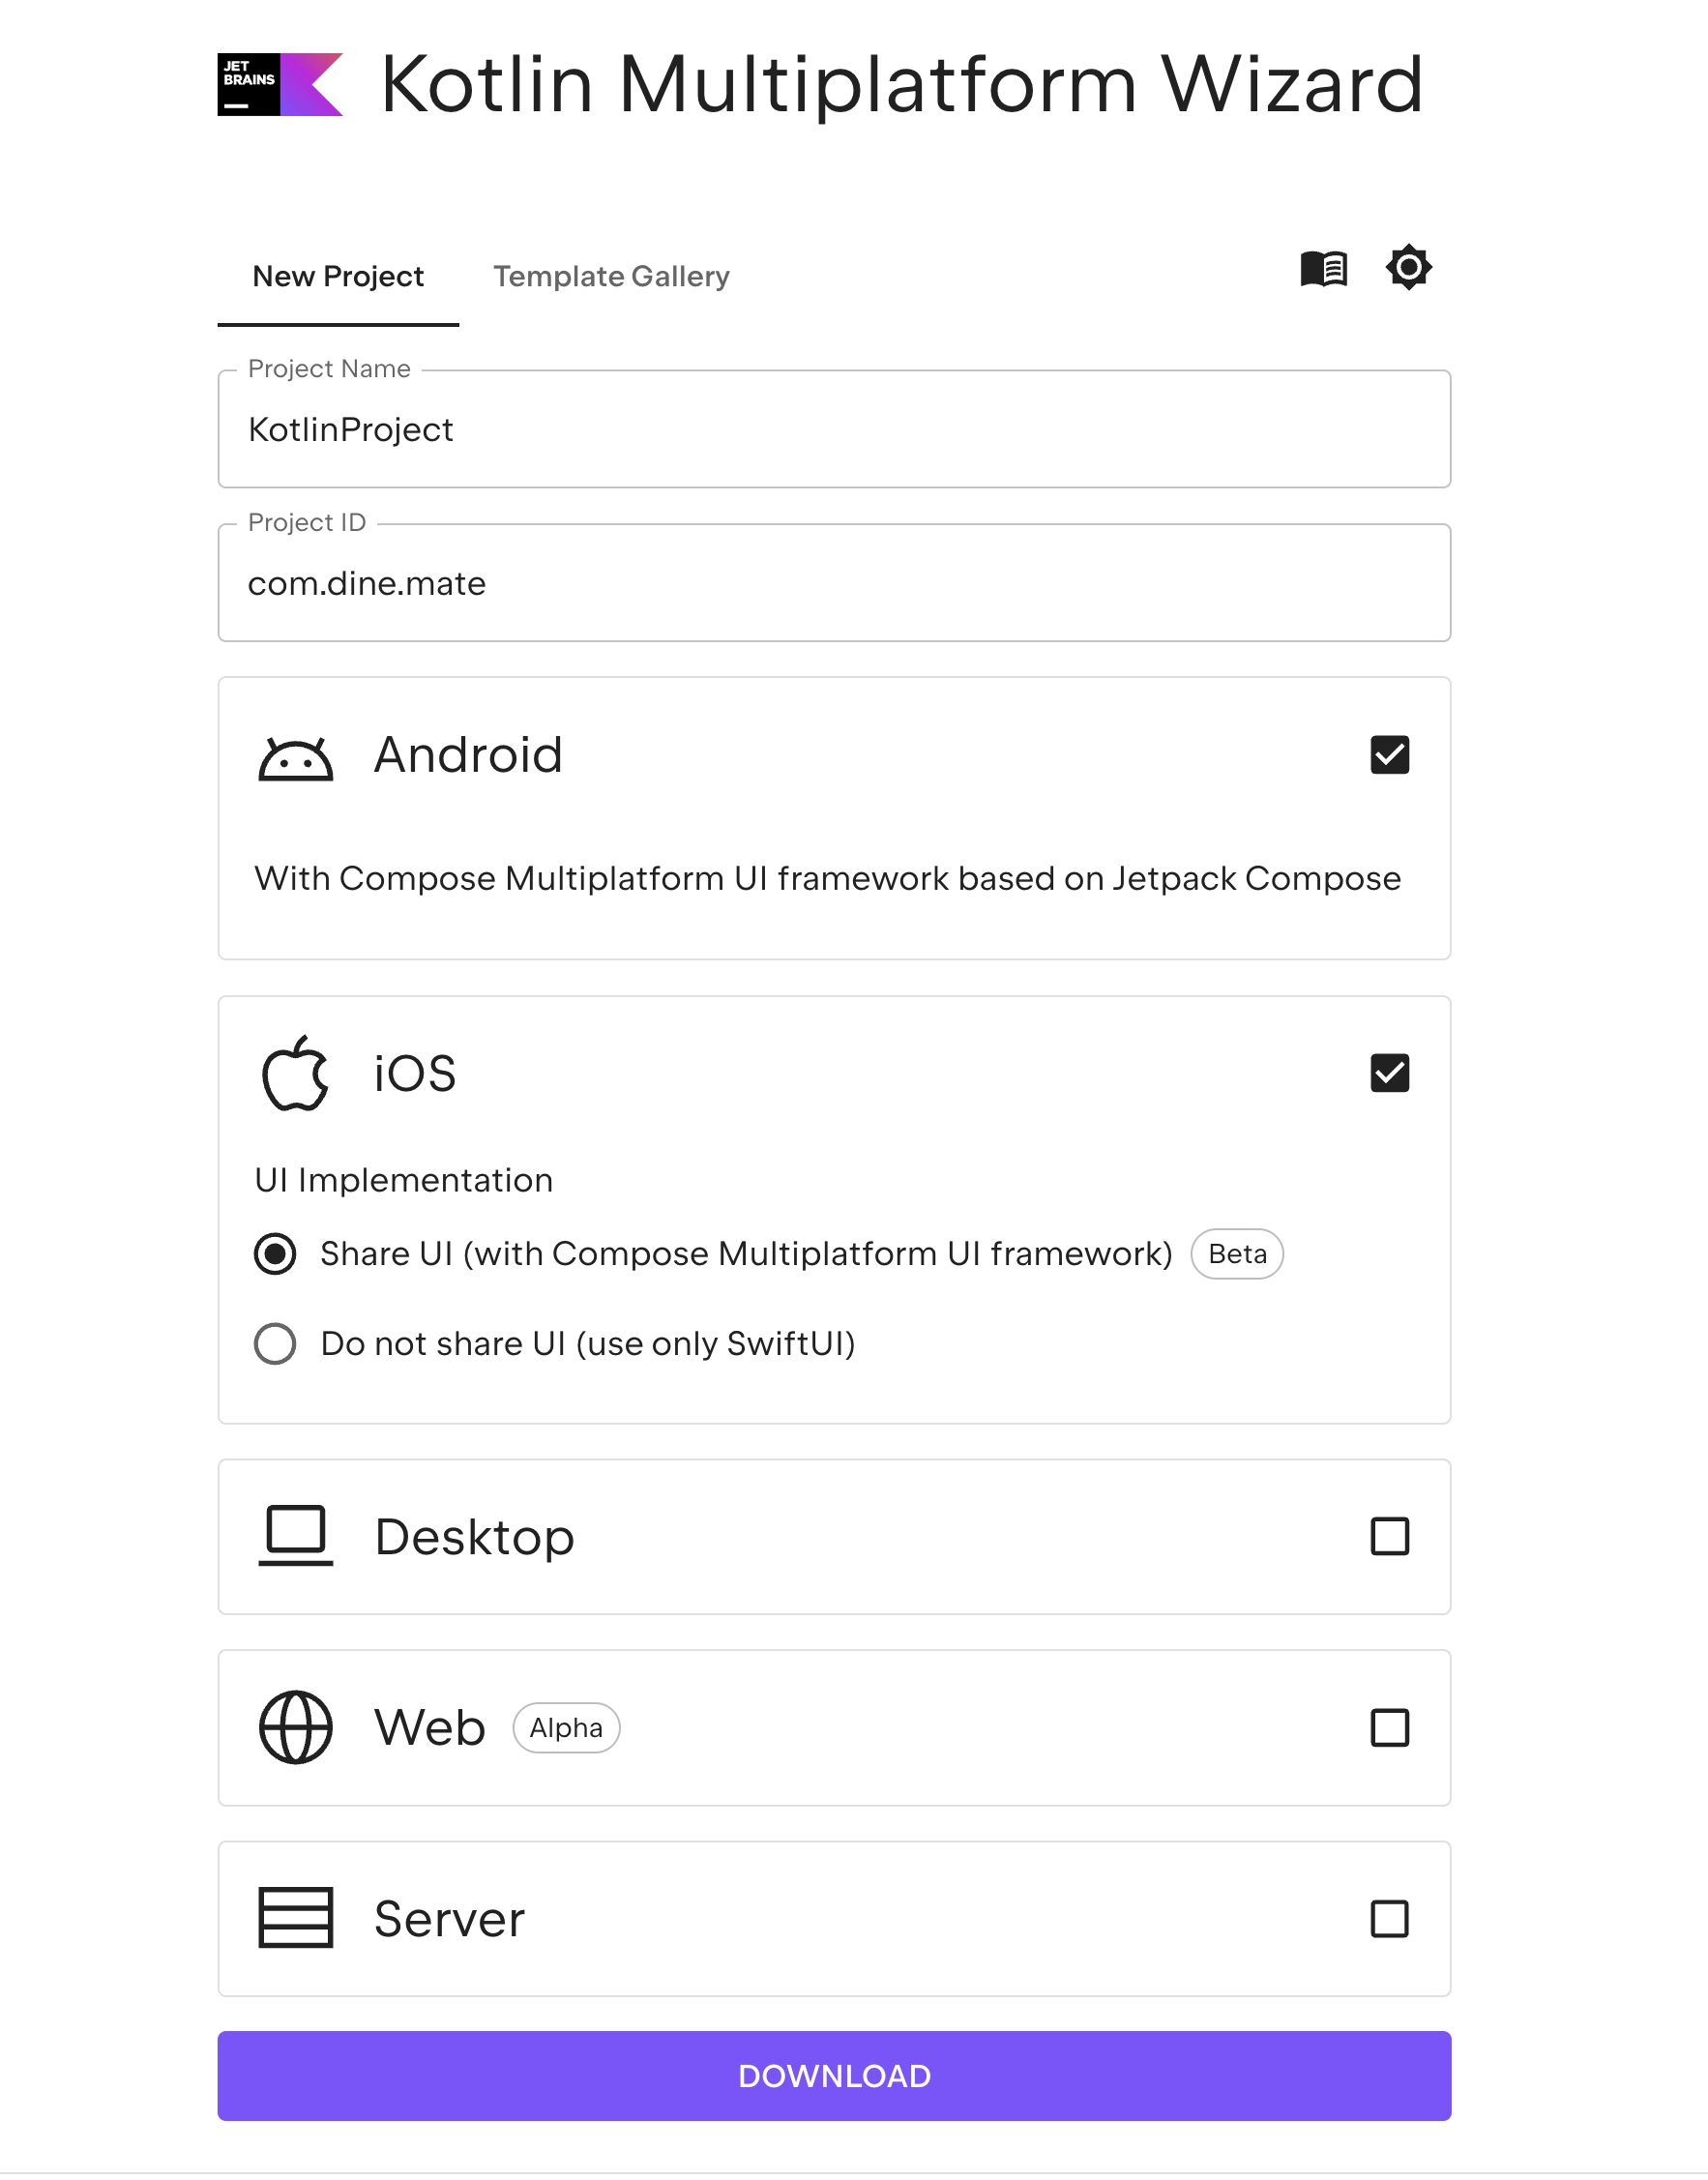 JET
BRAINS
Kotlin Multiplatform Wizard
New Project
Template Gallery
Project Name
KotlinProject
Project ID
com.dine.mate
Android
With Compose Multiplatform UI framework based on Jetpack Compose
iOS
UI Implementation
Share UI (with Compose Multiplatform UI framework) Beta
Do not share UI (use only SwiftUI)
Desktop
Web Alpha
Server
DOWNLOAD